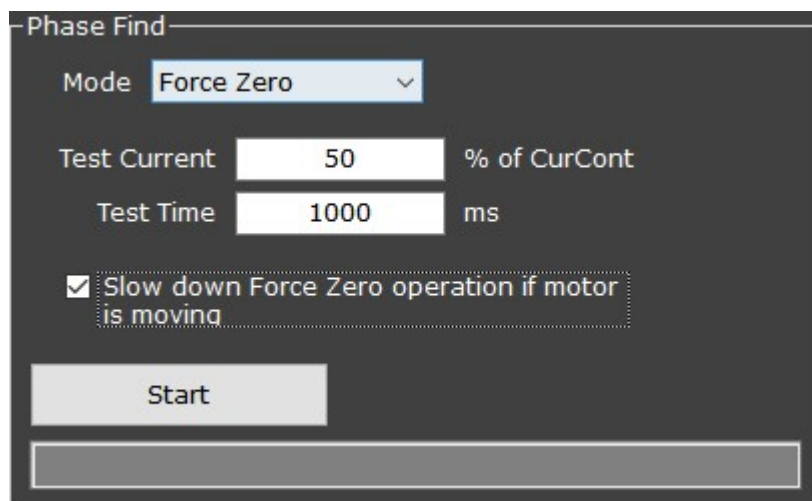 Phase Find
Mode Force Zero
Test Current 50 % of CurCont
Test Time 1000 ms
Slow down Force Zero operation if motor
is moving
Start